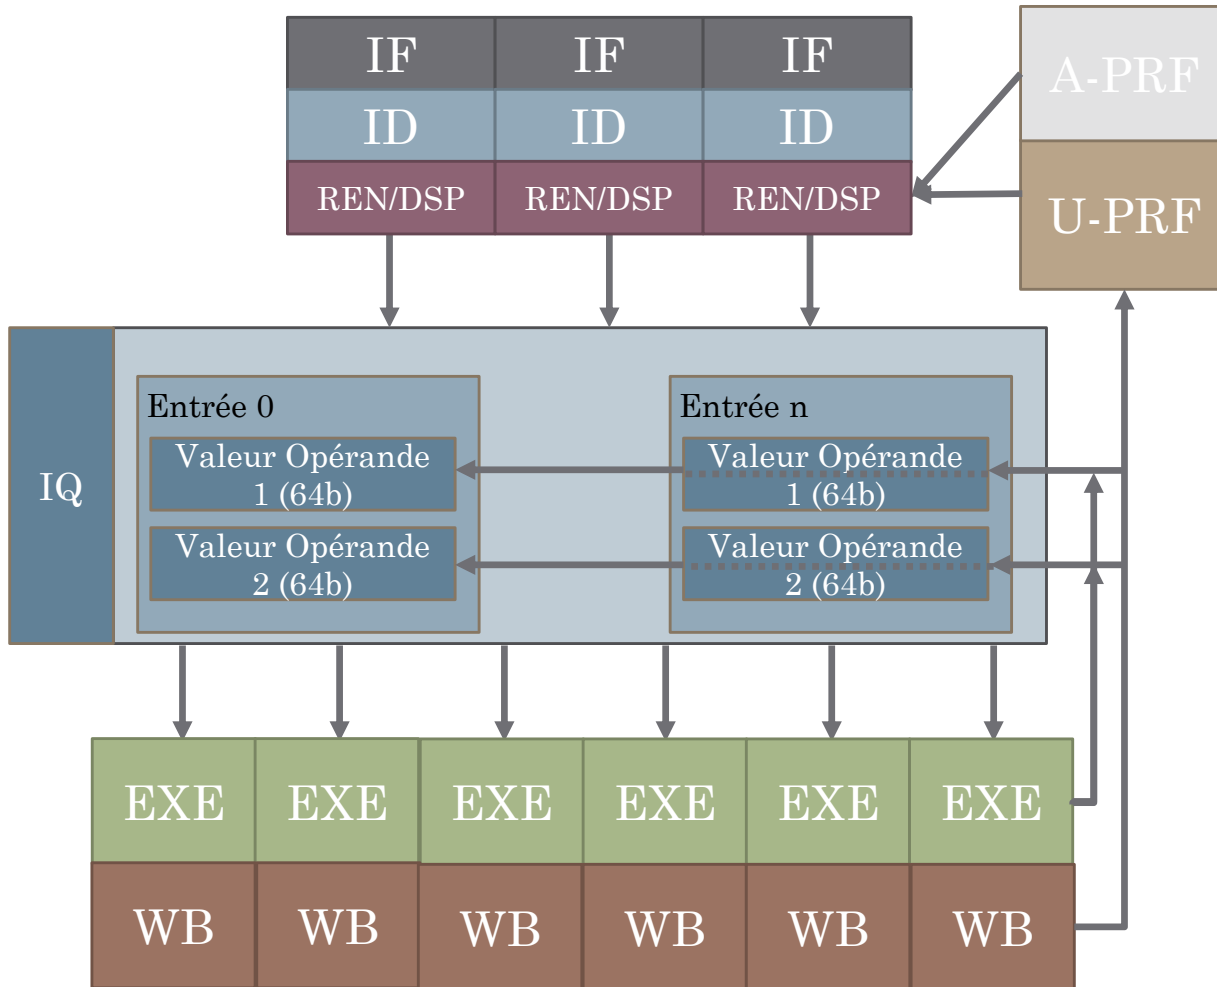 IF IF IF
A-PRF
ID ID ID
REN/DSP REN/DSP REN/DSP
U-PRF
IQ
Entrée 0
Valeur Opérande
1 (64b)
Valeur Opérande
2 (64b)
Entrée n
Valeur Opérande
1 (64b)
Valeur Opérande
2 (64b)
EXE EXE EXE EXE EXE EXE
WB WB WB WB WB WB